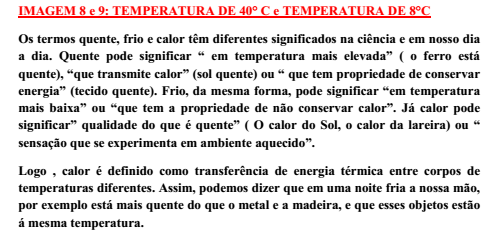 IMAGEM 8 e 9: TEMPERATURA DE 40° C e TEMPERATURA DE 8°C
Os termos quente, frio e calor têm diferentes significados na ciência e em nosso dia
a dia. Quente pode significar “ em temperatura mais elevada” ( o ferro está
quente), “que transmite calor” (sol quente) ou “ que tem propriedade de conservar
energia” (tecido quente). Frio, da mesma forma, pode significar “em temperatura
mais baixa” ou “que tem a propriedade de não conservar calor”. Já calor pode
significar” qualidade do que é quente” ( O calor do Sol, o calor da lareira) ou “
sensação que se experimenta em ambiente aquecido”.
Logo , calor é definido como transferência de energia térmica entre corpos de
temperaturas diferentes. Assim, podemos dizer que em uma noite fria a nossa mão,
por exemplo está mais quente do que o metal e a madeira, e que esses objetos estão
á mesma temperatura.